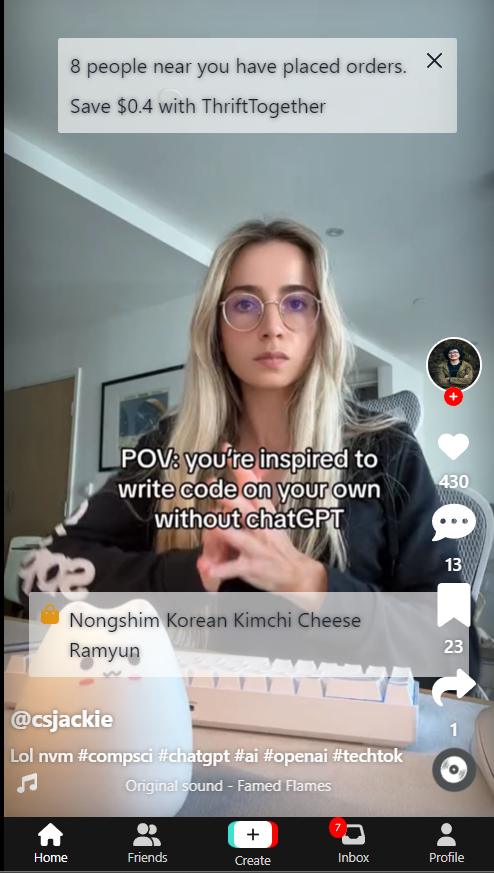 8 people near you have placed orders.
Save $0.4 with ThriftTogether
POV: you're inspired to
write code on your own
without chatGPT
430
13
Nongshim Korean Kimchi Cheese
Ramyun
23
@csjackie
1
Lol nvm #compsci #chatgpt #ai #openai #techtok
Original sound - Famed Flames
7
Home
Friends
Create
Inbox
Profile